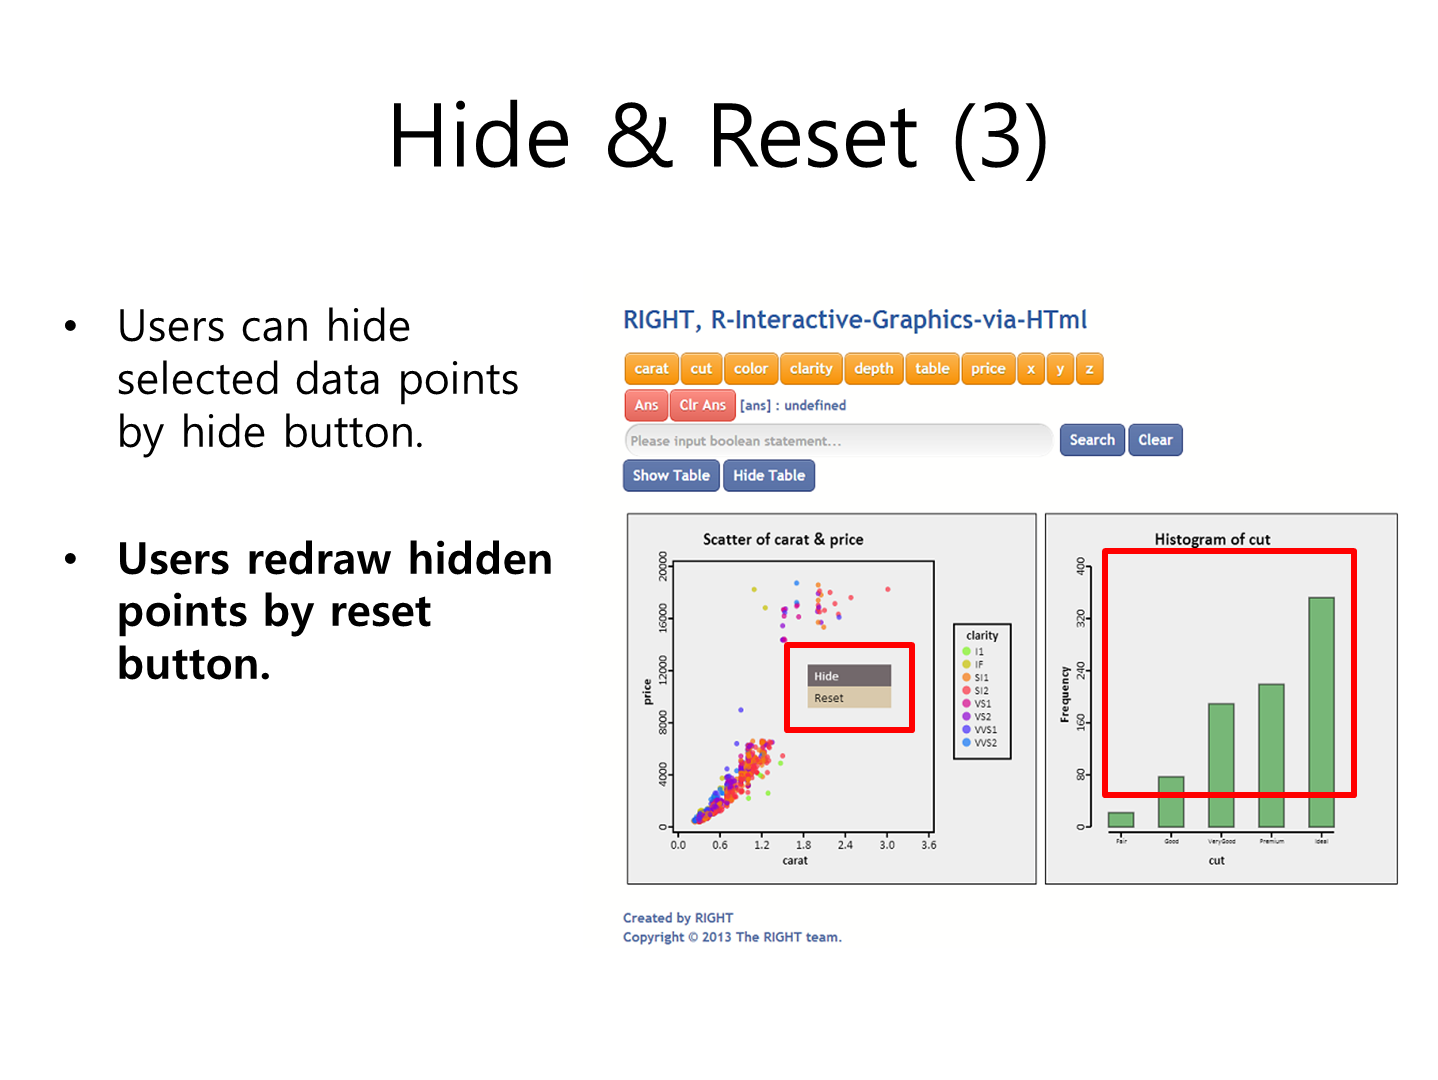 Hide & Reset (3)
• Users can hide
selected data points
by hide button.
• Users redraw hidden
points by reset
button.
RIGHT, R-Interactive-Graphics-via-HTml
carat cut color clarity depth table price x y z
Ans Clr Ans [ans] : undefined
Please input boolean statement... Search Clear
Show Table Hide Table
Scatter of carat & price
price
20000
16000
12000
8000
4000
0
Hide
Reset
0.0 0.6 1.2 1.8 2.4 3.0 3.6
carat
clarity
I1
IF
SI1
SI2
VS1
VS2
VVS1
VVS2
Histogram of cut
Frequency
400
320
240
160
80
0
Fair Good VeryGood Premium Ideal
cut
Created by RIGHT
Copyright © 2013 The RIGHT team.